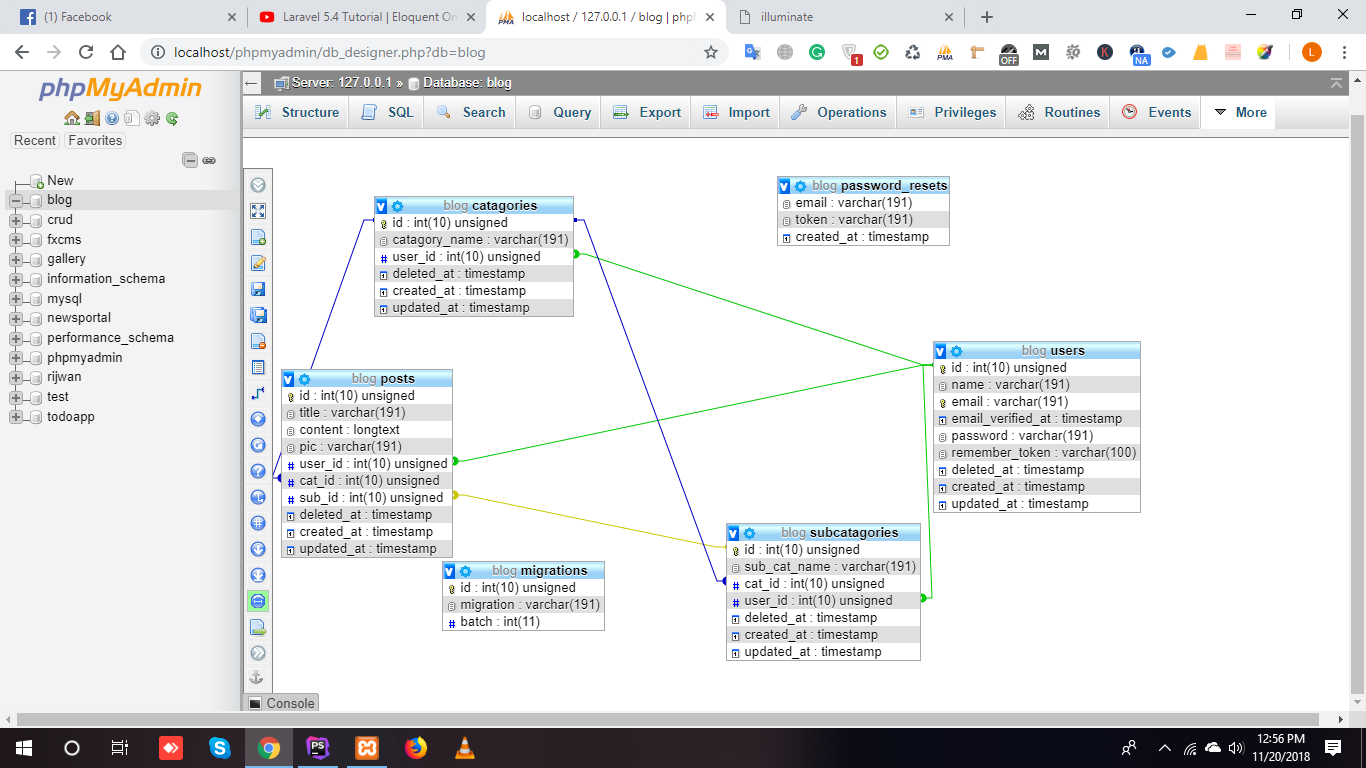 (1) Facebook
Laravel 5.4 Tutorial | Eloquent On
localhost / 127.0.0.1 / blog | php
illuminate
localhost/phpmyadmin/db_designer.php?db=blog
1
OFF
M
K
NA
L
phpMyAdmin
Recent
Favorites
New
blog
crud
fxcms
gallery
information_schema
mysql
newsportal
performance_schema
phpmyadmin
rijwan
test
todoapp
Server: 127.0.0.1 » Database: blog
Structure
SQL
Search
Query
Export
Import
Operations
Privileges
Routines
Events
More
blog catagories
id : int(10) unsigned
catagory_name : varchar(191)
user_id : int(10) unsigned
deleted_at : timestamp
created_at : timestamp
updated_at : timestamp
blog password_resets
email : varchar(191)
token : varchar(191)
created_at : timestamp
blog posts
id : int(10) unsigned
title : varchar(191)
content : longtext
pic : varchar(191)
user_id : int(10) unsigned
cat_id : int(10) unsigned
sub_id : int(10) unsigned
deleted_at : timestamp
created_at : timestamp
updated_at : timestamp
blog users
id : int(10) unsigned
name : varchar(191)
email : varchar(191)
email_verified_at : timestamp
password : varchar(191)
remember_token : varchar(100)
deleted_at : timestamp
created_at : timestamp
updated_at : timestamp
blog migrations
id : int(10) unsigned
migration : varchar(191)
batch : int(11)
blog subcatagories
id : int(10) unsigned
sub_cat_name : varchar(191)
cat_id : int(10) unsigned
user_id : int(10) unsigned
deleted_at : timestamp
created_at : timestamp
updated_at : timestamp
Console
12:56 PM
11/20/2018